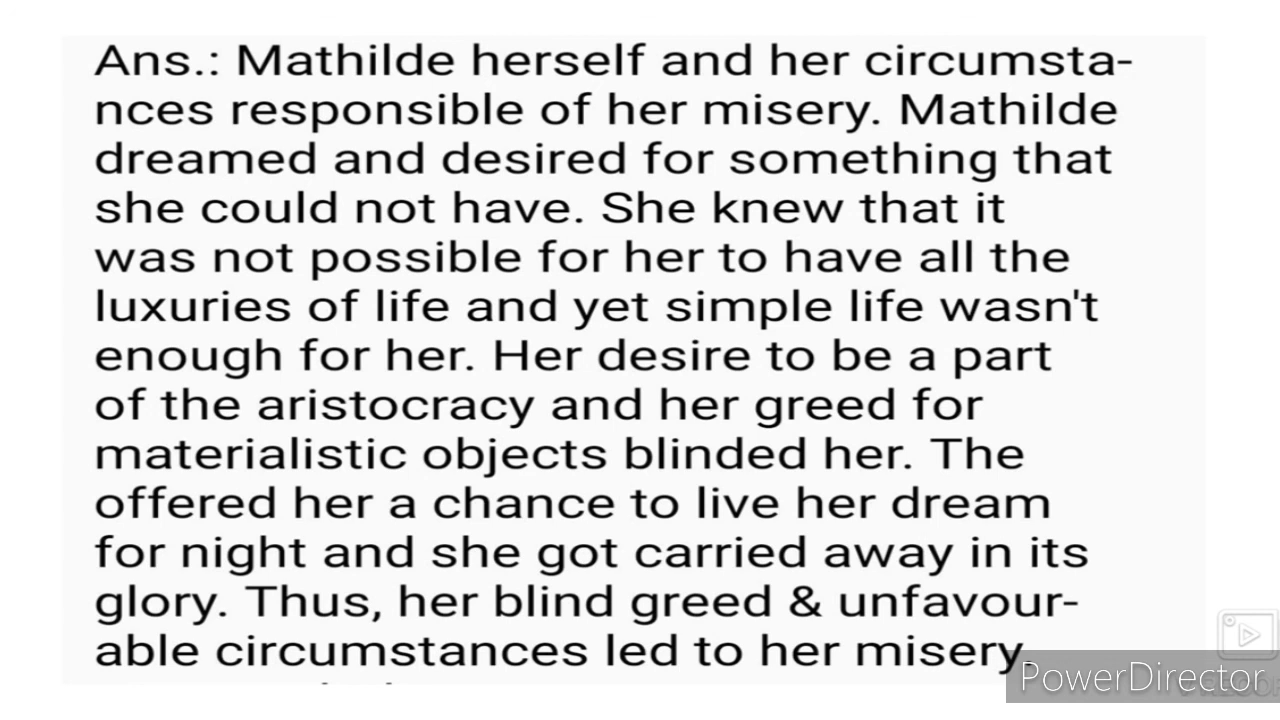 Ans.: Mathilde herself and her circumsta-
nces responsible of her misery. Mathilde
dreamed and desired for something that
she could not have. She knew that it
was not possible for her to have all the
luxuries of life and yet simple life wasn't
enough for her. Her desire to be a part
of the aristocracy and her greed for
materialistic objects blinded her. The
offered her a chance to live her dream
for night and she got carried away in its
glory. Thus, her blind greed & unfavour-
able circumstances led to her misery.
PowerDirector